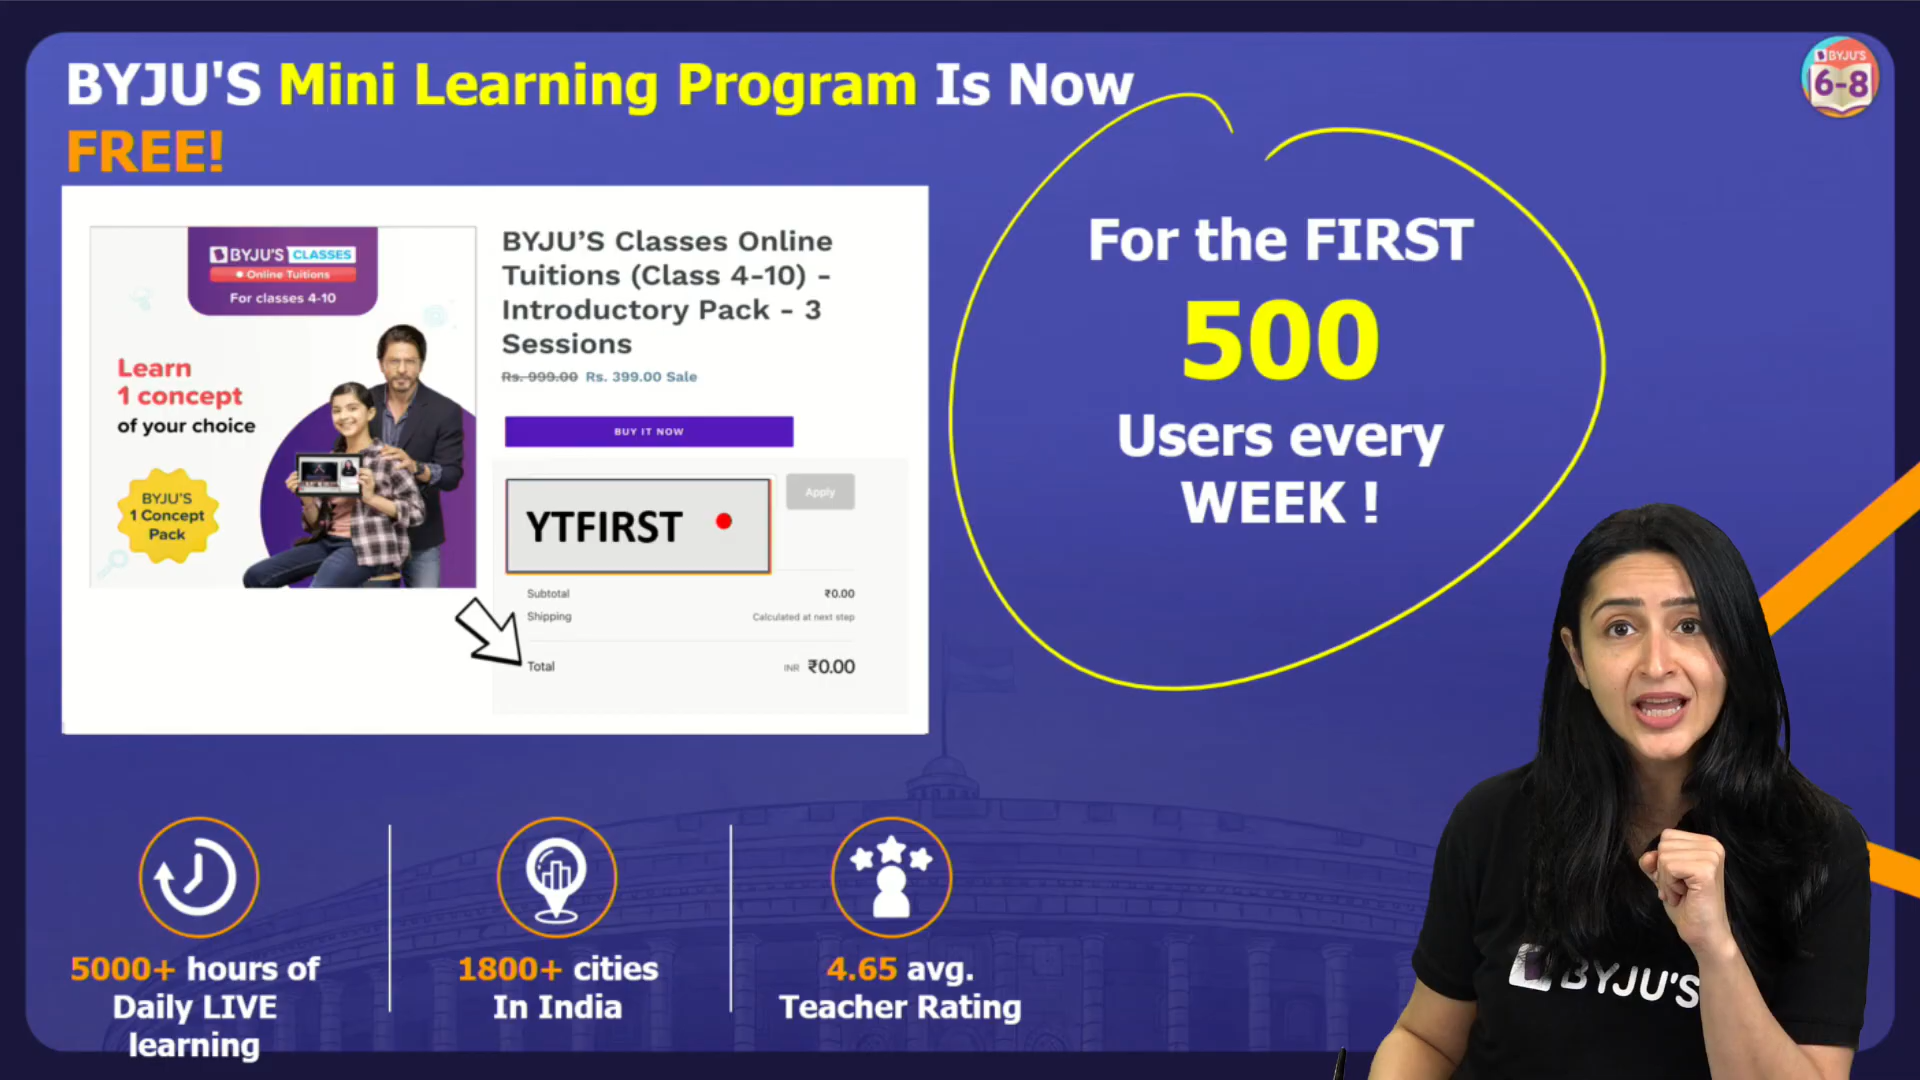 BYJU'S Mini Learning Program Is Now
FREE!
BYJU'S
6-8
BYJU'S CLASSES
Online Tuitions
For classes 4-10
Learn
1 concept
of your choice
BYJU'S
1 Concept
Pack
BYJU'S Classes Online
Tuitions (Class 4-10) -
Introductory Pack - 3
Sessions
Rs. 999.00 Rs. 399.00 Sale
BUY IT NOW
YTFIRST
Apply
Subtotal ₹0.00
Shipping Calculated at next step
Total INR ₹0.00
For the FIRST
500
Users every
WEEK !
5000+ hours of
Daily LIVE
learning
1800+ cities
In India
4.65 avg.
Teacher Rating
BYJU'S